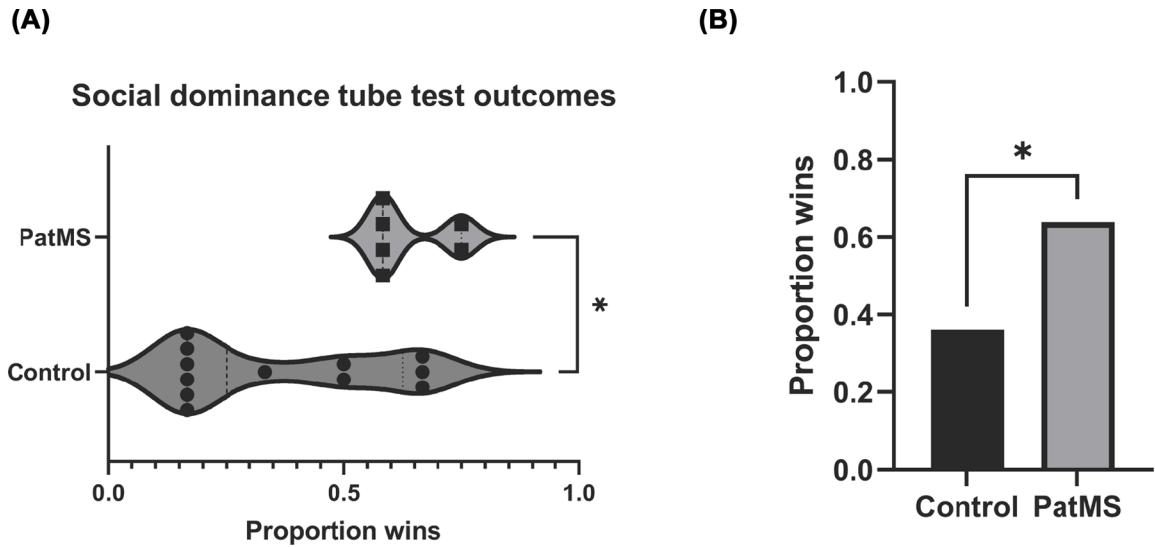 (A)
Social dominance tube test outcomes
PatMS
Control
*
0.0 0.5 1.0
Proportion wins
(B)
Proportion wins
1.0
0.8
0.6
0.4
0.2
0.0
*
Control PatMS